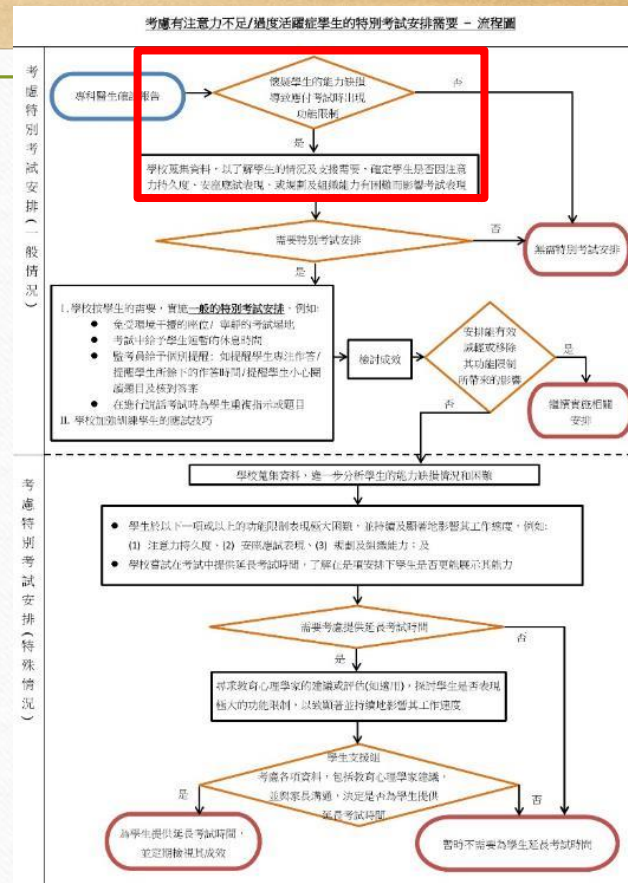 考慮有注意力不足/過度活躍症學生的特別考試安排需要 – 流程圖
考慮特別考試安排(一般情況)
專科醫生確診報告
懷疑學生的能力缺損
導致應付考試時出現
功能限制
否
是
學校蒐集資料，以了解學生的情況及支援需要，確定學生是否因注意
力持久度、安座應試表現、或規劃及組織能力有困難而影響考試表現
需要特別考試安排
否
無需特別考試安排
是
I. 學校按學生的需要，實施一般的特別考試安排，例如:
● 免受環境干擾的座位/ 寧靜的考試場地
● 考試中給予學生短暫的休息時間
● 監考員給予個別提醒: 如提醒學生專注作答/
提醒學生所餘下的作答時間/提醒學生小心閱
讀題目及核對答案
● 在進行說話考試時為學生重複指示或題目
II. 學校加強訓練學生的應試技巧
檢討成效
安排能有效
減輕或移除
其功能限制
所帶來的影響
是
繼續實施相關
安排
否
考慮特別考試安排(特殊情況)
學校蒐集資料，進一步分析學生的能力缺損情況和困難
● 學生於以下一項或以上的功能限制表現極大困難，並持續及顯著地影響其工作速度，例如:
(1) 注意力持久度、(2) 安座應試表現、(3) 規劃及組織能力；及
● 學校嘗試在考試中提供延長考試時間，了解在是項安排下學生是否更能展示其能力
需要考慮提供延長考試時間
否
是
尋求教育心理學家的建議或評估(如適用)，探討學生是否表現
極大的功能限制，以致顯著並持續地影響其工作速度
學生支援組
考慮各項資料，包括教育心理學家建議，
並與家長溝通，決定是否為學生提供
延長考試時間
是
否
為學生提供延長考試時間，
並定期檢視其成效
暫時不需要為學生延長考試時間